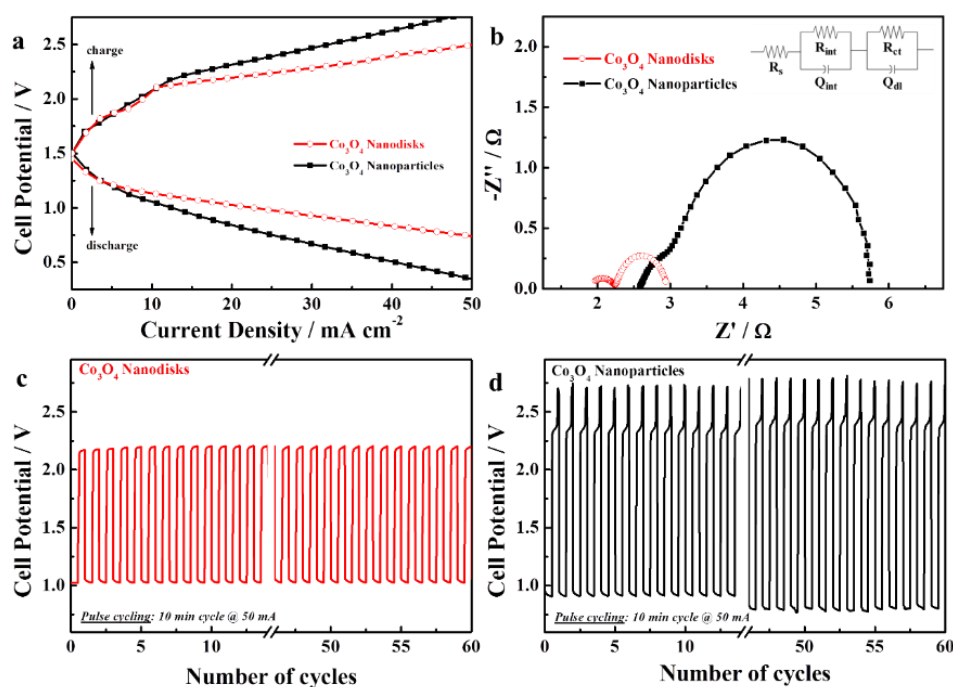 a
charge
discharge
Co₃O₄ Nanodisks
Co₃O₄ Nanoparticles
Cell Potential / V
2.5
2.0
1.5
1.0
0.5
0
10
20
30
40
50
Current Density / mA cm⁻²
b
Co₃O₄ Nanodisks
Co₃O₄ Nanoparticles
Rₛ
R_int
Q_int
R_ct
Q_dl
-Z'' / Ω
2.0
1.5
1.0
0.5
0.0
2
3
4
5
6
Z' / Ω
c
Co₃O₄ Nanodisks
Cell Potential / V
2.5
2.0
1.5
1.0
Pulse cycling: 10 min cycle @ 50 mA
0
5
10
50
55
60
Number of cycles
d
Co₃O₄ Nanoparticles
Cell Potential / V
2.5
2.0
1.5
1.0
Pulse cycling: 10 min cycle @ 50 mA
0
5
10
50
55
60
Number of cycles